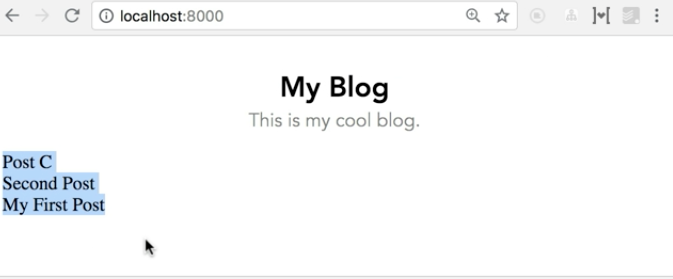 localhost:8000
My Blog
This is my cool blog.
Post C
Second Post
My First Post